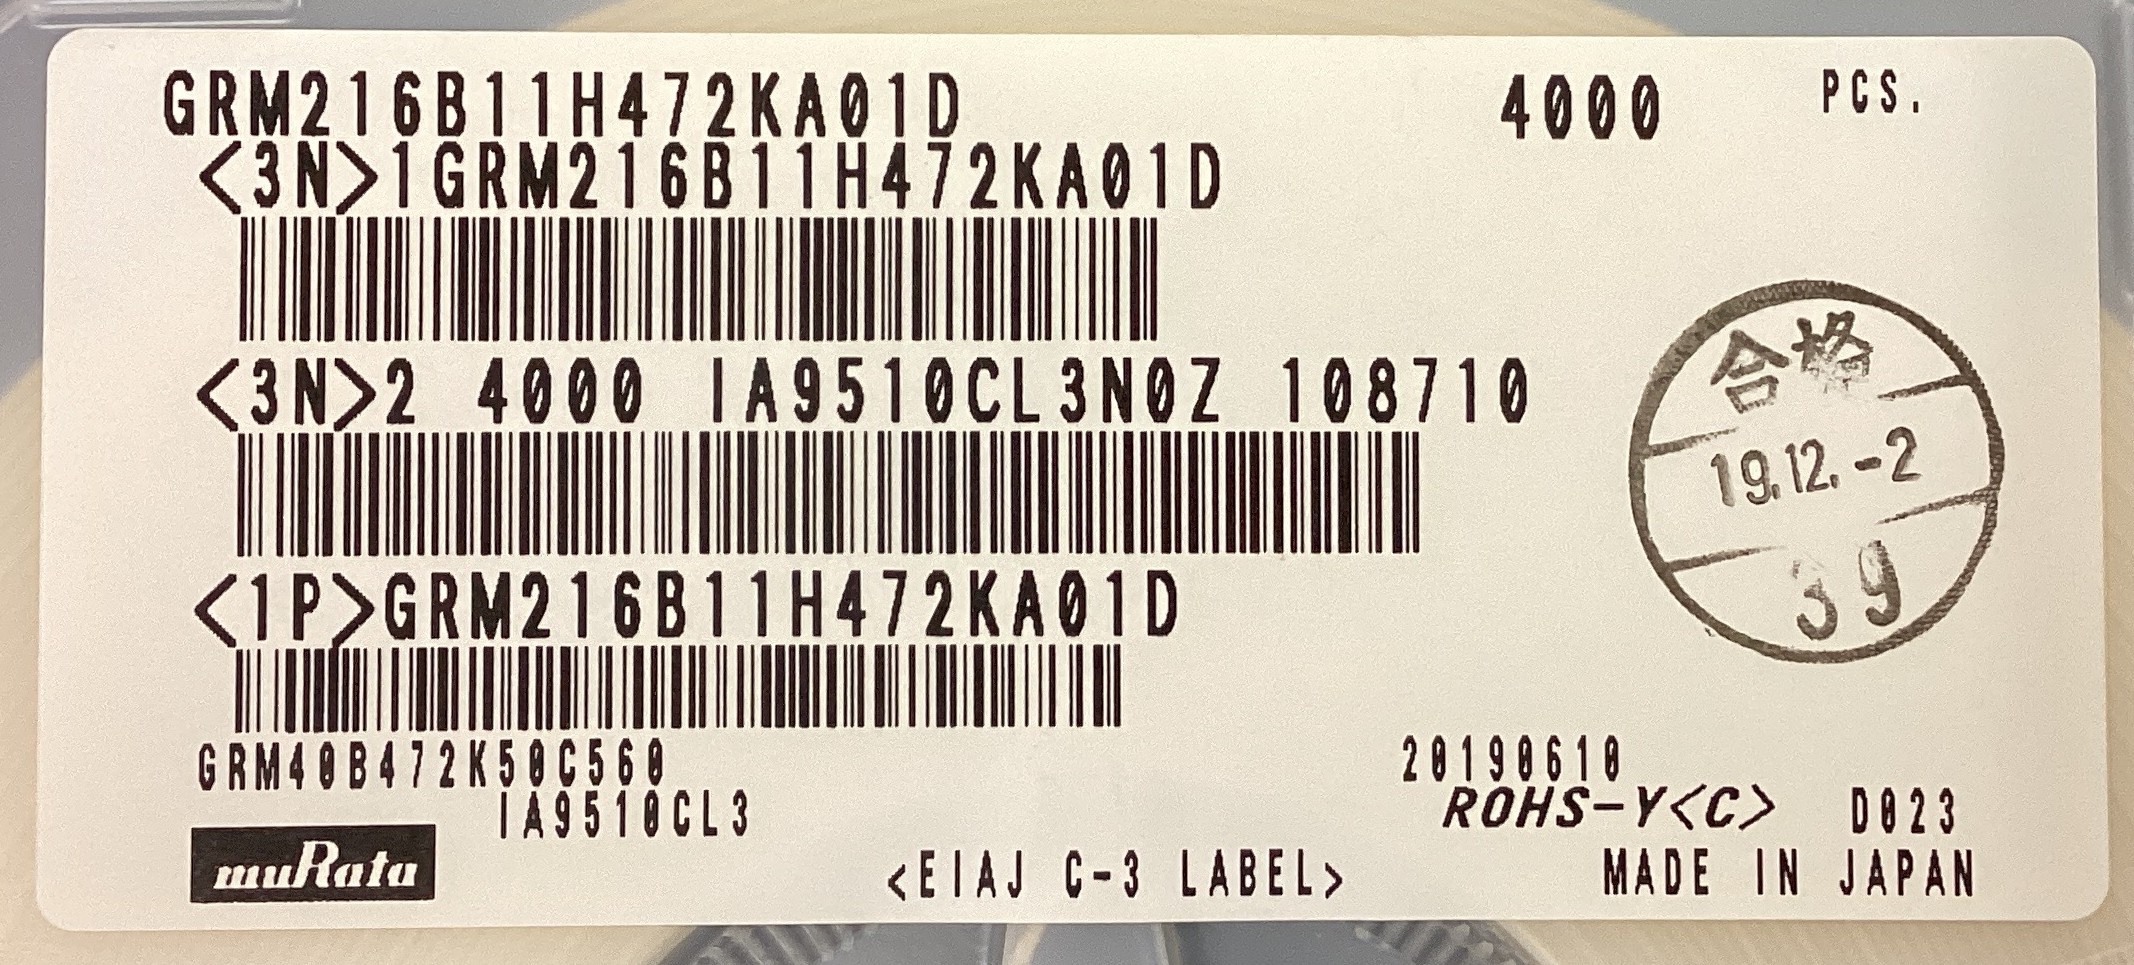 GRM216B11H472KA01D 4000 PCS.
<3N>1GRM216B11H472KA01D
<3N>2 4000 IA9510CL3N0Z 108710
合格
19.12.-2
39
<1P>GRM216B11H472KA01D
GRM40B472K50C560 20190610
IA9510CL3 ROHS-Y<C> D023
muRata <EIAJ C-3 LABEL> MADE IN JAPAN